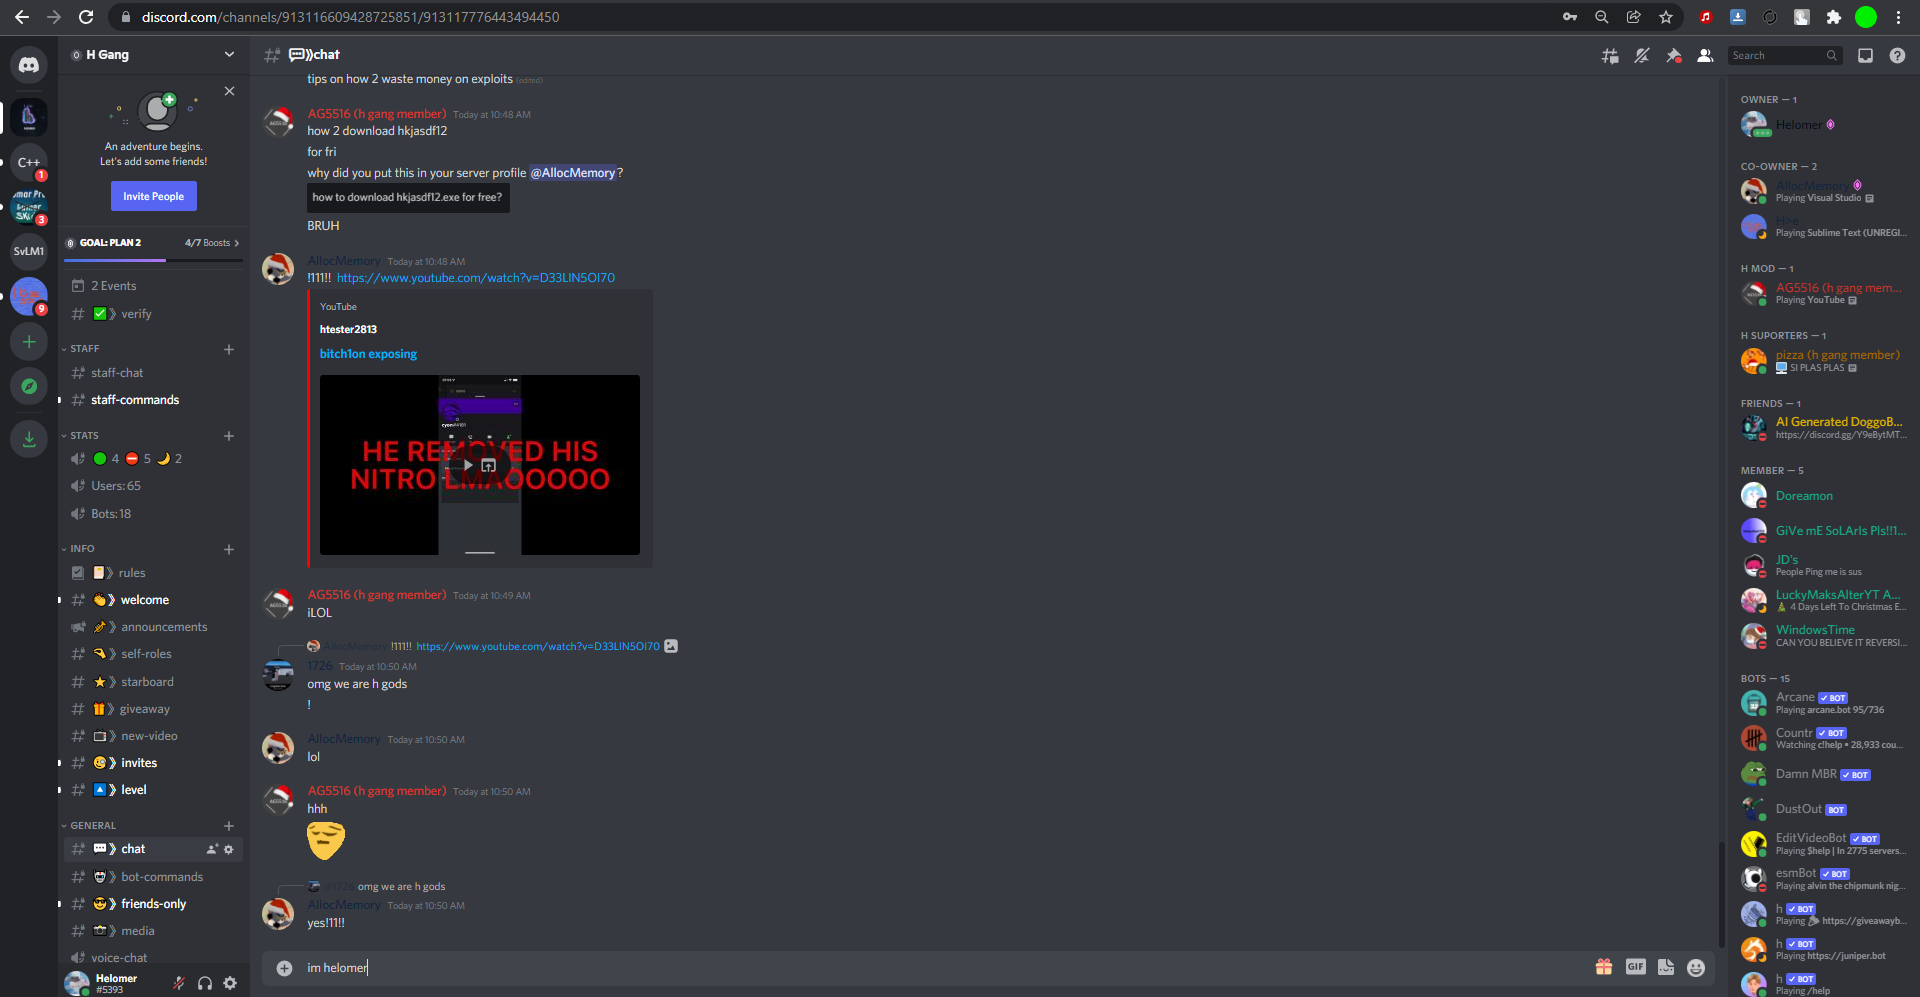 discord.com/channels/913116609428725851/913117776443494450
H Gang
An adventure begins.
Let's add some friends!
Invite People
GOAL: PLAN 2 4/7 Boosts
2 Events
verify
STAFF
staff-chat
staff-commands
STATS
4 5 2
Users: 65
Bots: 18
INFO
rules
welcome
announcements
self-roles
starboard
giveaway
new-video
invites
level
GENERAL
chat
bot-commands
friends-only
media
voice-chat
Helomer
#5393
C++
1
3
SvLM1
9
chat
Search
tips on how 2 waste money on exploits (edited)
AG5516 (h gang member) Today at 10:48 AM
how 2 download hkjasdf12
for fri
why did you put this in your server profile @AllocMemory?
how to download hkjasdf12.exe for free?
BRUH
AllocMemory Today at 10:48 AM
!111!! https://www.youtube.com/watch?v=D33LIN5OI70
YouTube
htester2813
bitch1on exposing
HE REMOVED HIS
NITRO LMAOOOOO
AG5516 (h gang member) Today at 10:49 AM
iLOL
AllocMemory !111!! https://www.youtube.com/watch?v=D33LIN5OI70
1726 Today at 10:50 AM
omg we are h gods
!
AllocMemory Today at 10:50 AM
lol
AG5516 (h gang member) Today at 10:50 AM
hhh
1726 omg we are h gods
AllocMemory Today at 10:50 AM
yes!11!!
im helomer
GIF
OWNER — 1
Helomer
CO-OWNER — 2
AllocMemory
Playing Visual Studio
Playing Sublime Text (UNREGI...
H MOD — 1
AG5516 (h gang mem...
Playing YouTube
H SUPORTERS — 1
pizza (h gang member)
SI PLAS PLAS
FRIENDS — 1
AI Generated DoggoB...
https://discord.gg/Y9eBytMT...
MEMBER — 5
Doreamon
GiVe mE SoLArIs Pls!!1...
JD's
People Ping me is sus
LuckyMaksAlterYT A...
4 Days Left To Christmas E...
WindowsTime
CAN YOU BELIEVE IT REVERSI...
BOTS — 15
Arcane BOT
Playing arcane.bot 95/736
Countr BOT
Watching c!help • 28,933 cou...
Damn MBR BOT
DustOut BOT
EditVideoBot BOT
Playing $help | In 2775 servers...
esmBot BOT
Playing alvin the chipmunk nig...
h BOT
Playing https://giveawayb...
h BOT
Playing https://juniper.bot
h BOT
Playing /help